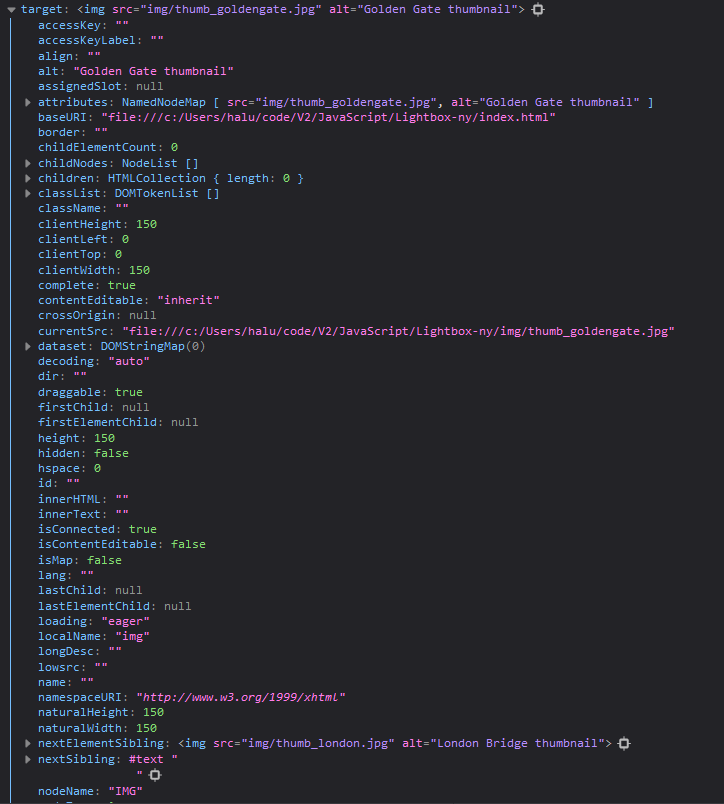 target: <img src="img/thumb_goldengate.jpg" alt="Golden Gate thumbnail">
accessKey: ""
accessKeyLabel: ""
align: ""
alt: "Golden Gate thumbnail"
assignedSlot: null
attributes: NamedNodeMap [ src="img/thumb_goldengate.jpg", alt="Golden Gate thumbnail" ]
baseURI: "file:///c:/Users/halu/code/V2/JavaScript/Lightbox-ny/index.html"
border: ""
childElementCount: 0
childNodes: NodeList []
children: HTMLCollection { length: 0 }
classList: DOMTokenList []
className: ""
clientHeight: 150
clientLeft: 0
clientTop: 0
clientWidth: 150
complete: true
contentEditable: "inherit"
crossOrigin: null
currentSrc: "file:///c:/Users/halu/code/V2/JavaScript/Lightbox-ny/img/thumb_goldengate.jpg"
dataset: DOMStringMap(0)
decoding: "auto"
dir: ""
draggable: true
firstChild: null
firstElementChild: null
height: 150
hidden: false
hspace: 0
id: ""
innerHTML: ""
innerText: ""
isConnected: true
isContentEditable: false
isMap: false
lang: ""
lastChild: null
lastElementChild: null
loading: "eager"
localName: "img"
longDesc: ""
lowsrc: ""
name: ""
namespaceURI: "http://www.w3.org/1999/xhtml"
naturalHeight: 150
naturalWidth: 150
nextElementSibling: <img src="img/thumb_london.jpg" alt="London Bridge thumbnail">
nextSibling: #text "
"
nodeName: "IMG"